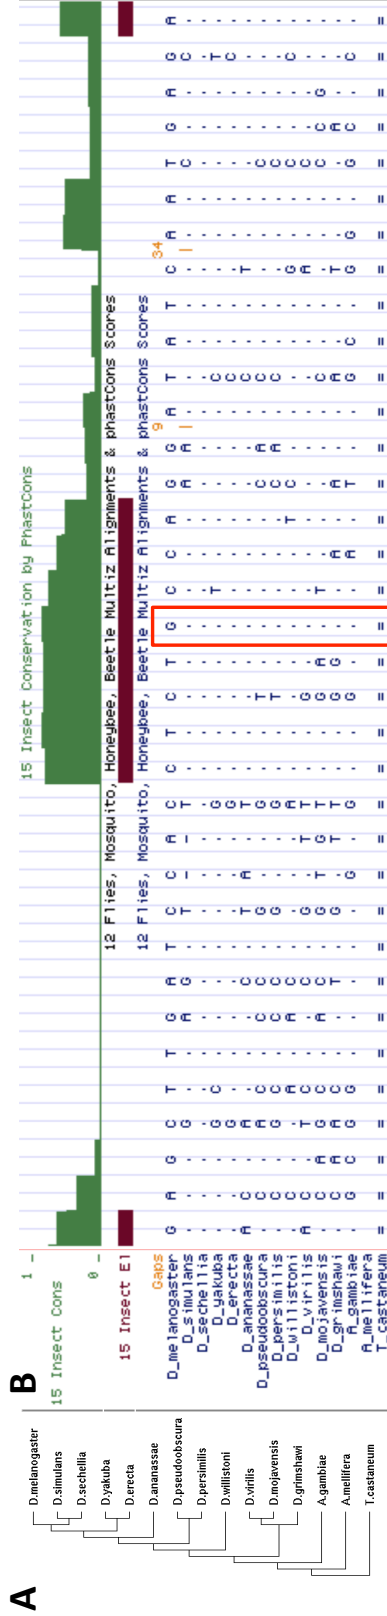 A
D.melanogaster
D.simulans
D.sechellia
D.yakuba
D.erecta
D.ananassae
D.pseudoobscura
D.persimilis
D.willistoni
D.virilis
D.mojavensis
D.grimshawi
A.gambiae
A.mellifera
T.castaneum
B
15 Insect Conservation by PhastCons
1 _
15 Insect Cons
0 _
12 Flies, Mosquito, Honeybee, Beetle Multiz Alignments & phastCons Scores
15 Insect El
12 Flies, Mosquito, Honeybee, Beetle Multiz Alignments & phastCons Scores
Gaps 9 34
D_melanogaster G A G C T T G A T C C A C C T C T G C C A G G A T A T C A A T G A G A
D_simulans . . . G . . A G . T - - T . . . . . . . . A A . . . . . . . C . . C .
D_sechellia . . . . . . . . . . . . . . . . . . . . . . . . . . . . . . . . . . .
D_yakuba . . . G C . . . . . . . G . . . . . T . . . . . C . . . . . . . . T .
D_erecta . . . G . . . . . . . . G . . . . . . . . . . . C . . . . . . . . C .
D_ananassae A C . A . . . C . T A . T . . . . . . . . . . . C . . T . . . . . . .
D_pseudoobscura . C . A C . C C . G . . G . . T . . . . . C A . C . . . . . C . . . .
D_persimilis . C . G C . C C . G . . G . . T . . . . . C A . C . . . . . C . . . .
D_willistoni . C . . A . A C . . . . A . . . . . . . T C . . . . . G . . C . . C .
D_virilis A C . T C . . C . G . T T . . G . . . . . . . . . . . A . . C . . . .
D_mojavensis . C A G C . A C . G . G T . . G A . T . . . . . C . . . . . C C G . .
D_grimshawi . C A A C . . T . G . T T . . G G . . A . A . . A . . T . . . A . . .
A_gambiae . G C C G . . . . . G . G . . G . . . A . T . . G C . G G . G C . C .
A_mellifera
T_castaneum = = = = = = = = = = = = = = = = = = = = = = = = = = = = = = = = = = =